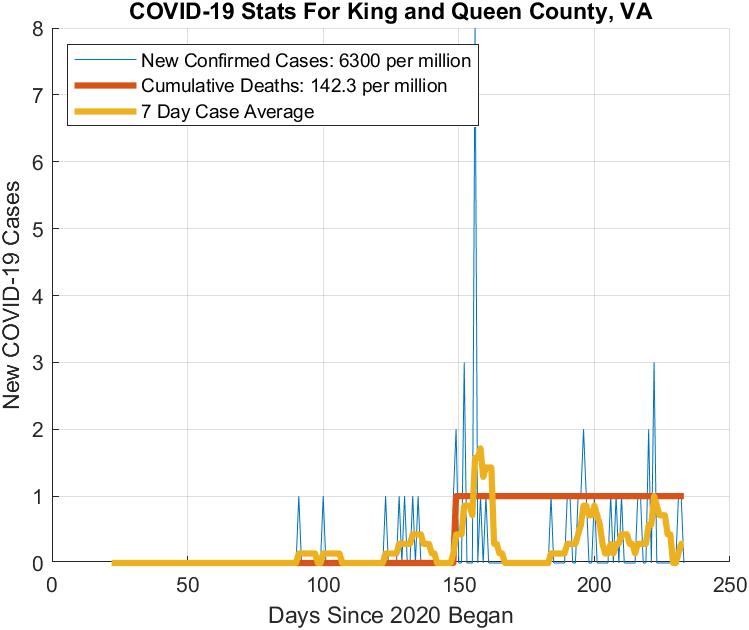 COVID-19 Stats For King and Queen County, VA
New Confirmed Cases: 6300 per million
Cumulative Deaths: 142.3 per million
7 Day Case Average
New COVID-19 Cases
8
7
6
5
4
3
2
1
0
0 50 100 150 200 250
Days Since 2020 Began